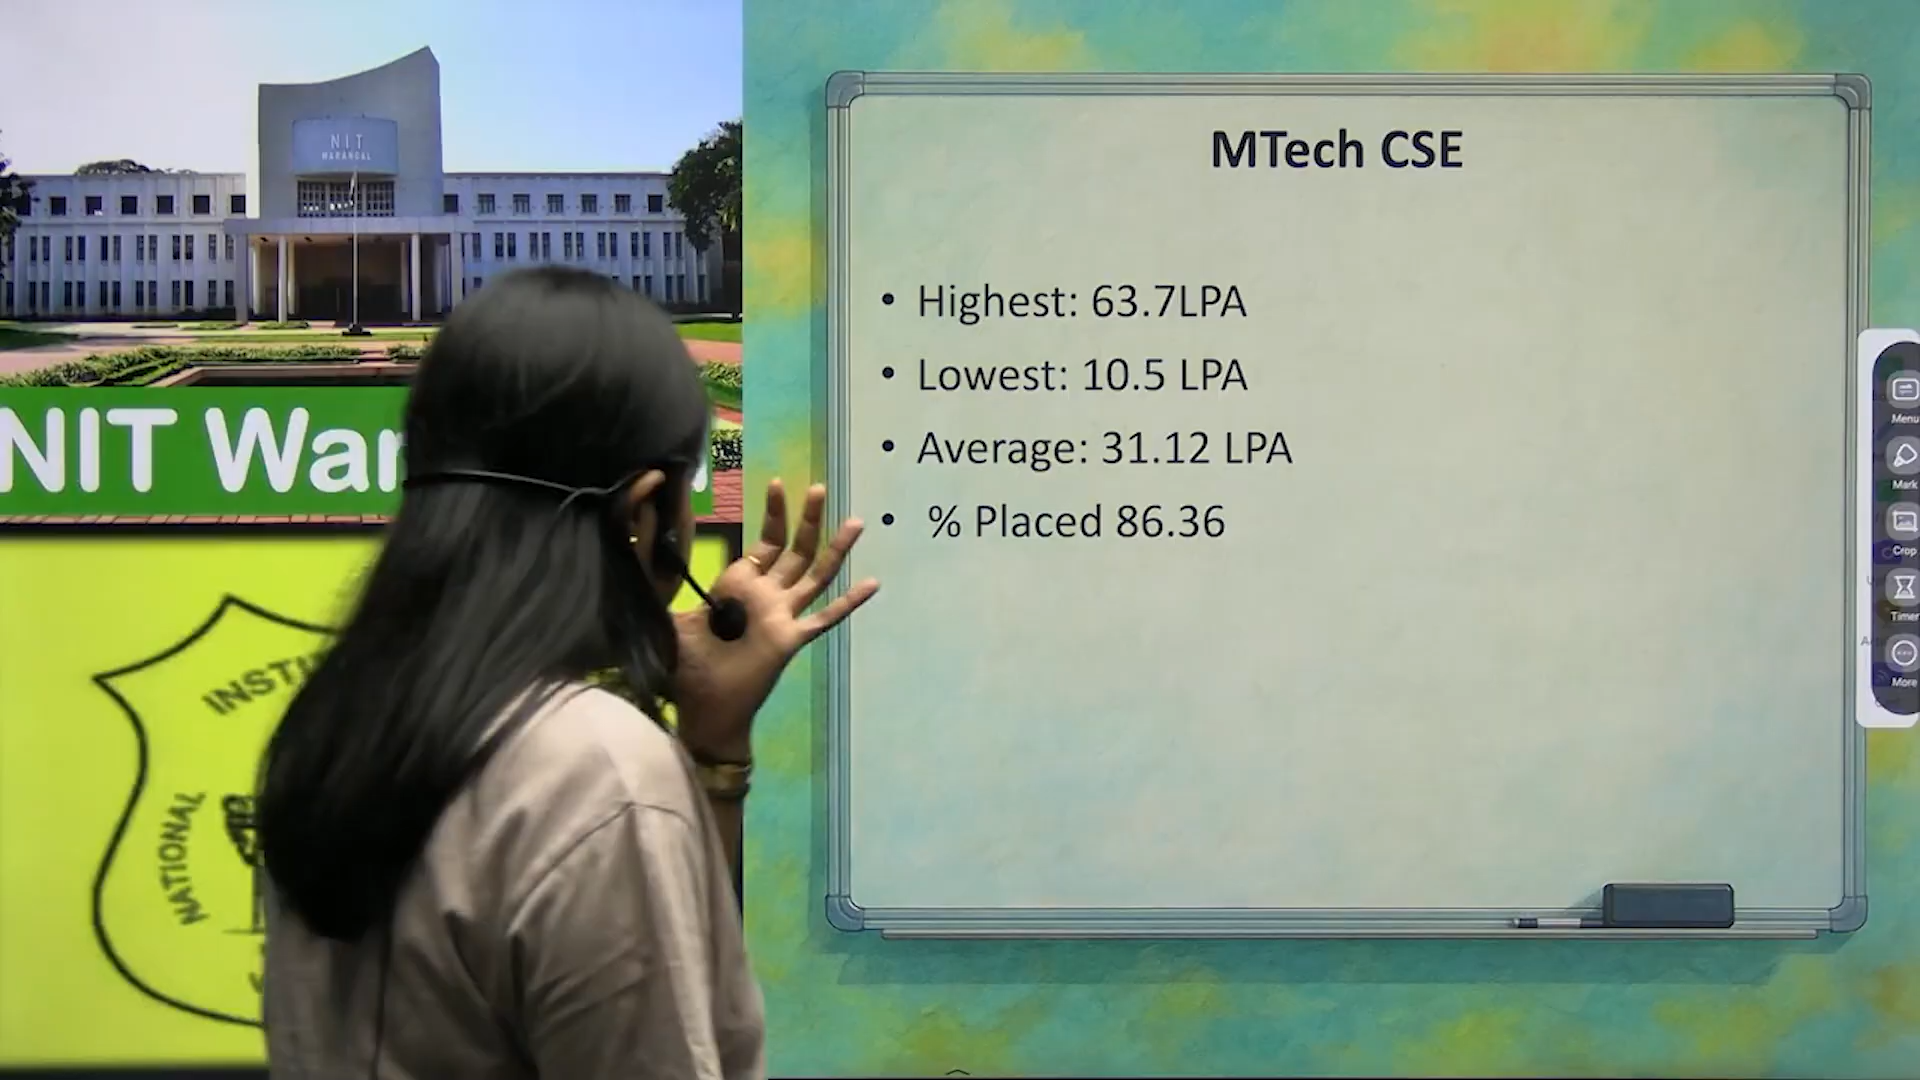 NIT
WARANGAL
NIT War
INSTI
NATIONAL
MTech CSE
• Highest: 63.7LPA
• Lowest: 10.5 LPA
• Average: 31.12 LPA
• % Placed 86.36
Menu
Mark
Crop
Timer
More